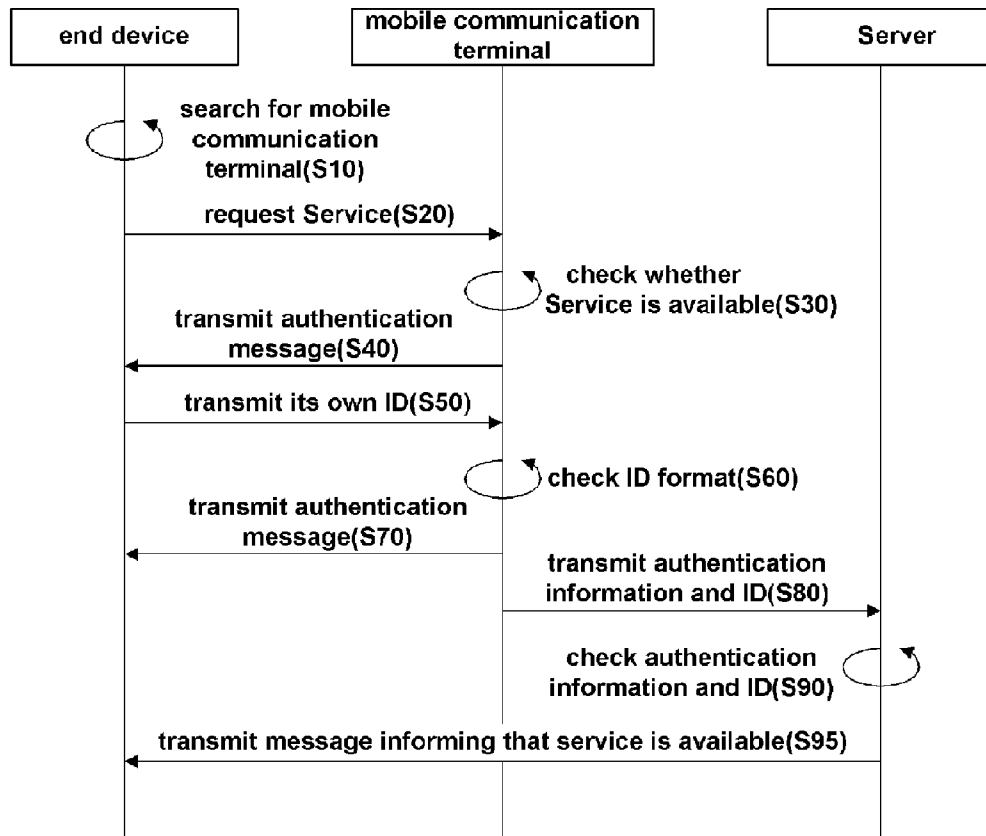 end device
mobile communication
terminal
Server
search for mobile
communication
terminal(S10)
request Service(S20)
check whether
Service is available(S30)
transmit authentication
message(S40)
transmit its own ID(S50)
check ID format(S60)
transmit authentication
message(S70)
transmit authentication
information and ID(S80)
check authentication
information and ID(S90)
transmit message informing that service is available(S95)